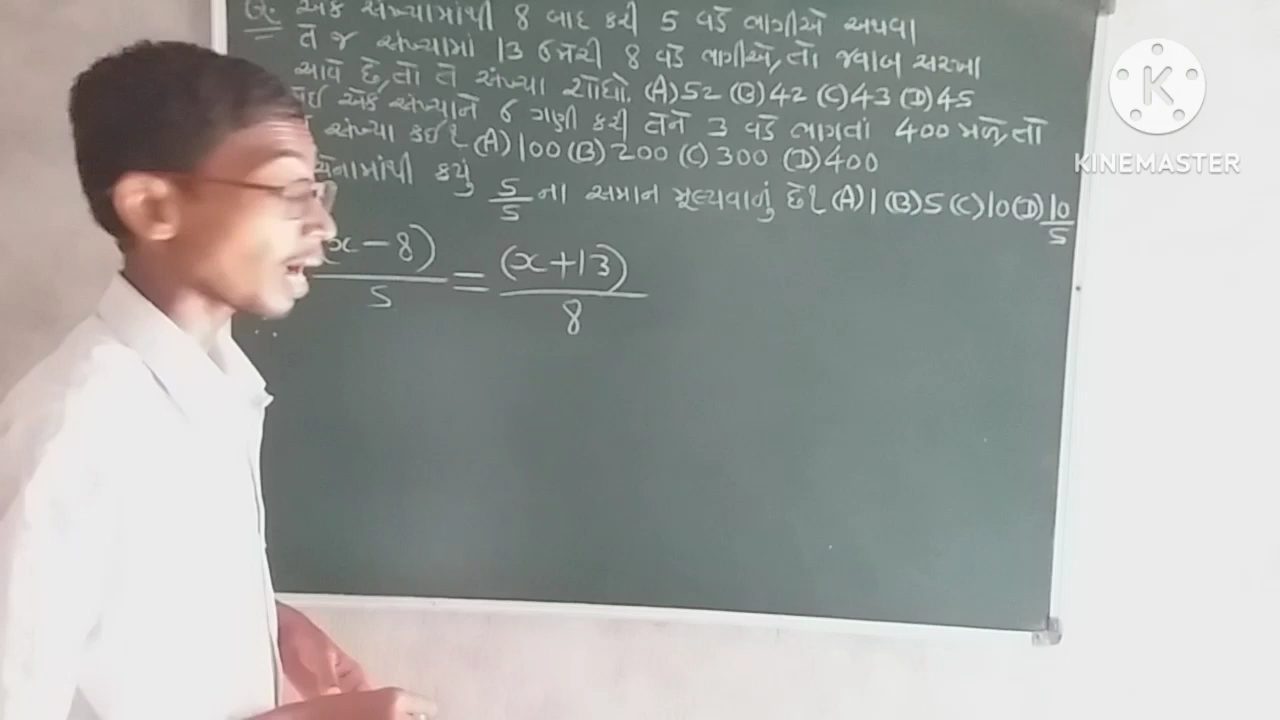 Q. એક સંખ્યામાંથી 8 બાદ કરી 5 વડે ભાગીએ અથવા
તે જ સંખ્યામાં 13 ઉમેરી 8 વડે ભાગીએ, તો જવાબ સરખા
આવે છે, તો તે સંખ્યા શોધો. (A) 52 (B) 42 (C) 43 (D) 45
એક સંખ્યાને 6 ગણી કરી તેને 3 વડે ભાગતાં 400 મળે, તો
સંખ્યા કઈ? (A) 100 (B) 200 (C) 300 (D) 400
કયું 5/5 ના સમાન મૂલ્યવાળું છે? (A) 1 (B) 5 (C) 10 (D) 10/5
(x - 8)/5 = (x + 13)/8
KINEMASTER